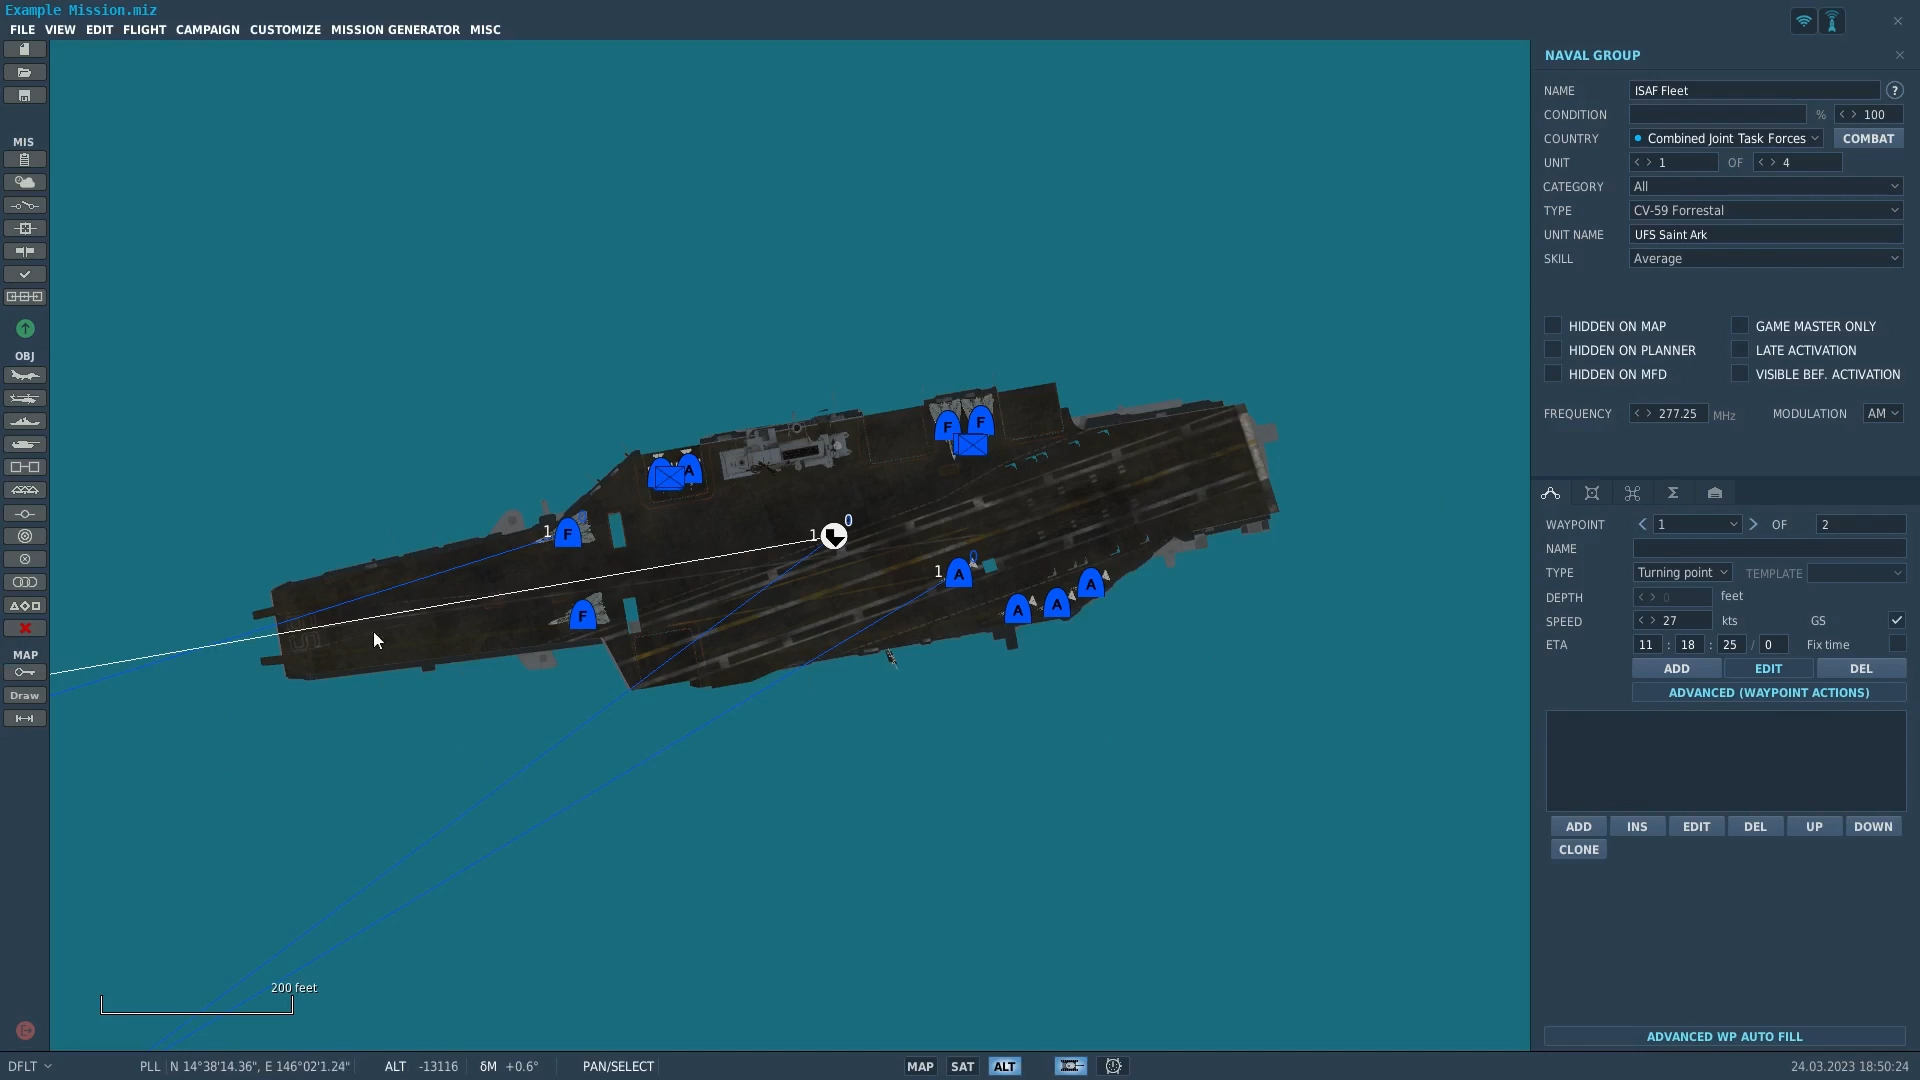 Example Mission.miz
FILE VIEW EDIT FLIGHT CAMPAIGN CUSTOMIZE MISSION GENERATOR MISC
MIS
OBJ
MAP
Draw
F F
A
1 F
1 0
1 A 0
A A A
F
200 feet
NAVAL GROUP
NAME ISAF Fleet ?
CONDITION % < > 100
COUNTRY Combined Joint Task Forces COMBAT
UNIT < > 1 OF < > 4
CATEGORY All
TYPE CV-59 Forrestal
UNIT NAME UFS Saint Ark
SKILL Average
HIDDEN ON MAP GAME MASTER ONLY
HIDDEN ON PLANNER LATE ACTIVATION
HIDDEN ON MFD VISIBLE BEF. ACTIVATION
FREQUENCY < > 277.25 MHz MODULATION AM
WAYPOINT < 1 > OF 2
NAME
TYPE Turning point TEMPLATE
DEPTH < > 0 feet
SPEED < > 27 kts GS
ETA 11 : 18 : 25 / 0 Fix time
ADD EDIT DEL
ADVANCED (WAYPOINT ACTIONS)
ADD INS EDIT DEL UP DOWN
CLONE
ADVANCED WP AUTO FILL
DFLT PLL N 14°38'14.36", E 146°02'1.24" ALT -13116 δM +0.6° PAN/SELECT MAP SAT ALT 24.03.2023 18:50:24